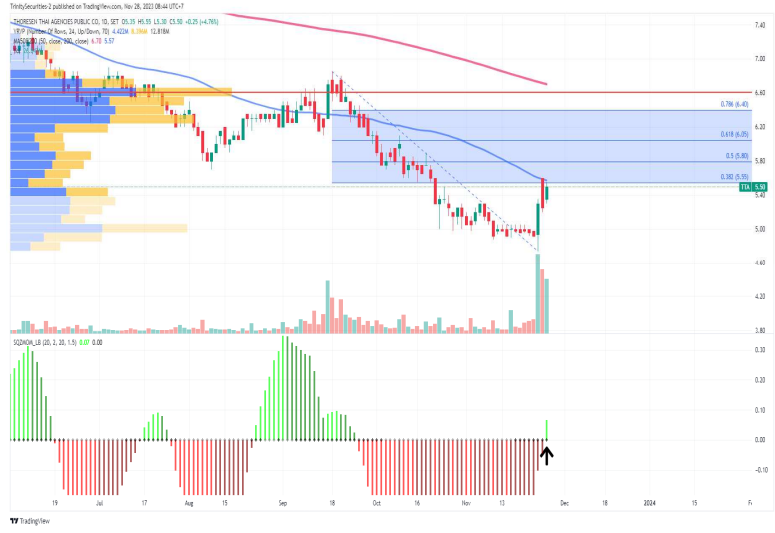 TrinitySecurities-2 published on TradingView.com, Nov 28, 2023 08:44 UTC+7
THORESEN THAI AGENCIES PUBLIC CO, 1D, SET O5.35 H5.55 L5.30 C5.50 +0.25 (+4.76%)
VRVP (Number Of Rows, 24, Up/Down, 70) 4.422M 8.396M 12.818M
(50, close, 200, close) 6.70 5.57
7.40
7.00
6.60
0.786 (6.40)
6.20
0.618 (6.05)
0.5 (5.80)
5.80
0.382 (5.55)
TTA 5.50
5.40
5.00
4.60
4.20
3.80
SQZMOM_LB (20, 2, 20, 1.5) 0.07 0.00
0.30
0.20
0.10
0.00
-0.10
19 Jul 17 Aug Sep 18 Oct 16 Nov 13 Dec 18 2024 15
TradingView